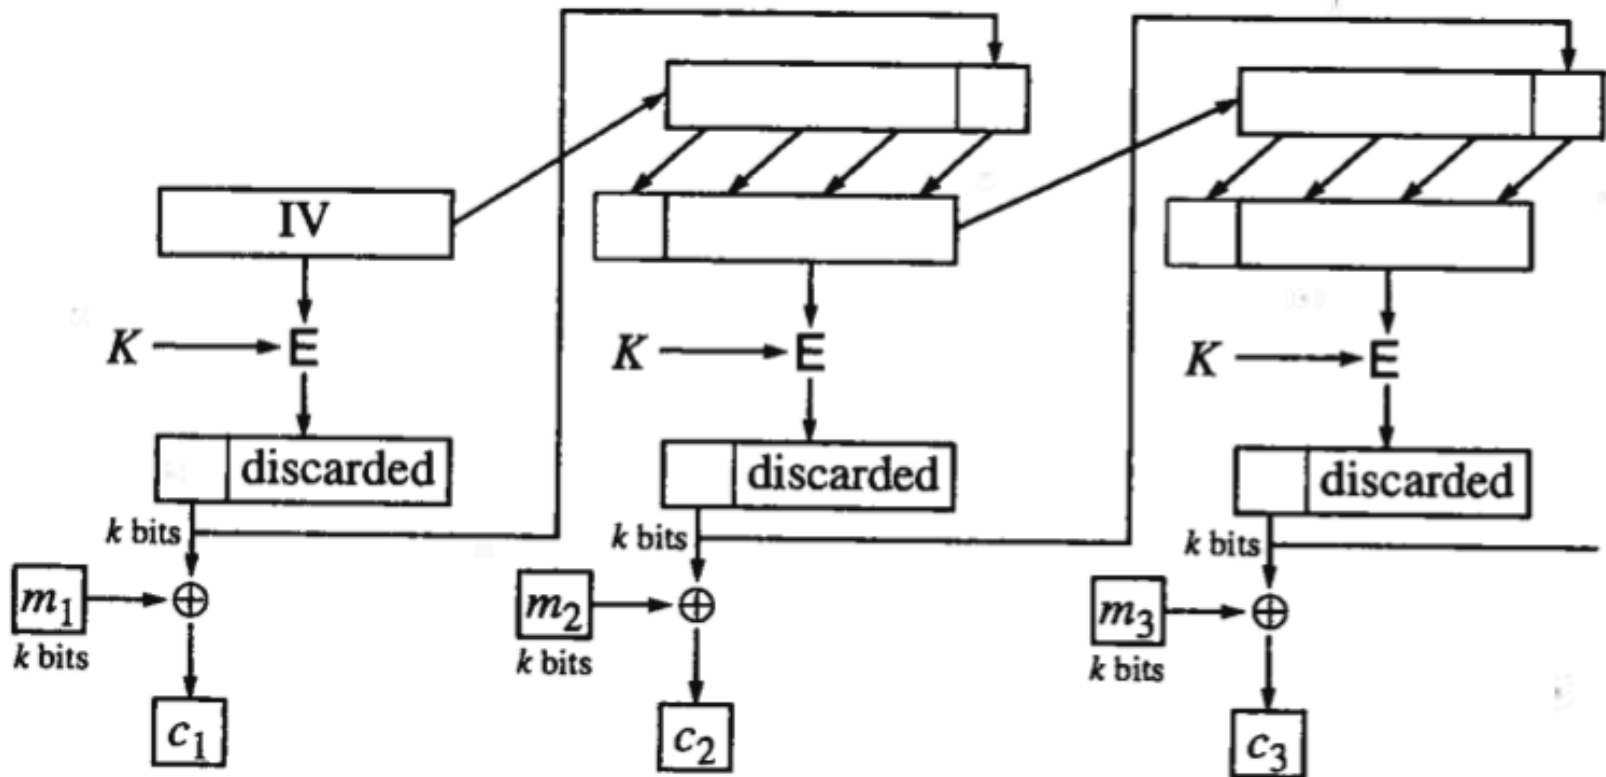 IV
K
E
K
E
K
E
discarded
discarded
discarded
k bits
k bits
k bits
m1
m2
m3
k bits
k bits
k bits
c1
c2
c3